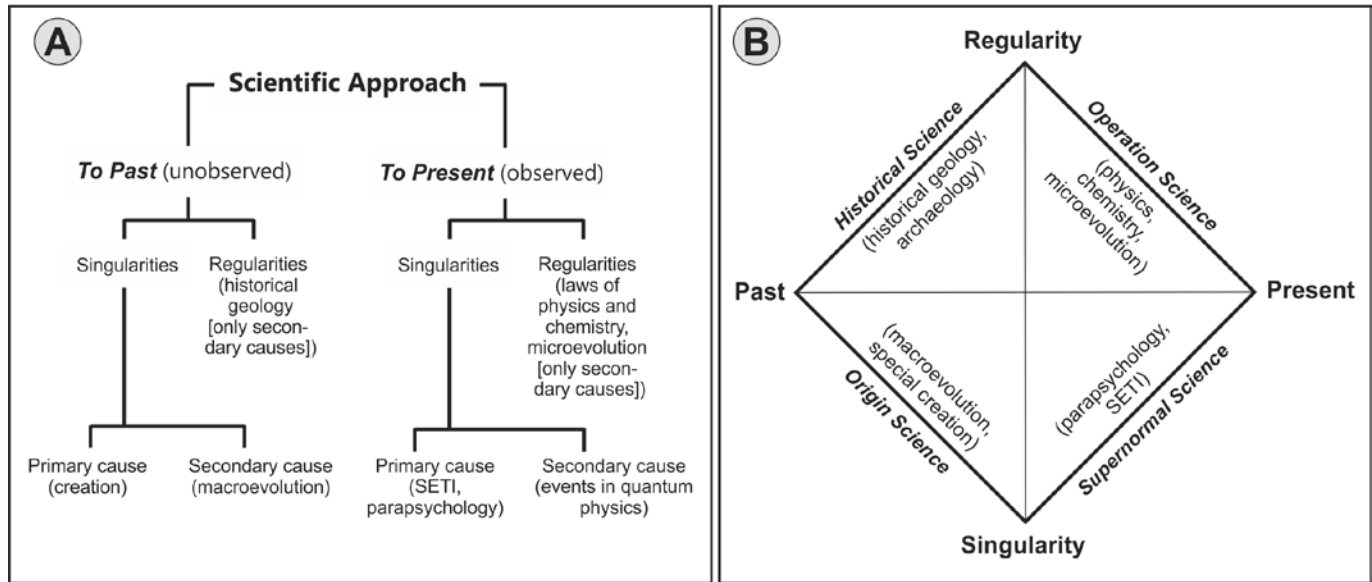 A
Scientific Approach
To Past (unobserved)
To Present (observed)
Singularities
Regularities
(historical
geology
[only secon-
dary causes])
Singularities
Regularities
(laws of
physics and
chemistry,
microevolution
[only secon-
dary causes])
Primary cause
(creation)
Secondary cause
(macroevolution)
Primary cause
(SETI,
parapsychology)
Secondary cause
(events in quantum
physics)
B
Regularity
Historical Science
(historical geology,
archaeology)
Operation Science
(physics,
chemistry,
microevolution)
Past
Present
(macroevolution,
special creation)
Origin Science
(parapsychology,
SETI)
Supernormal Science
Singularity